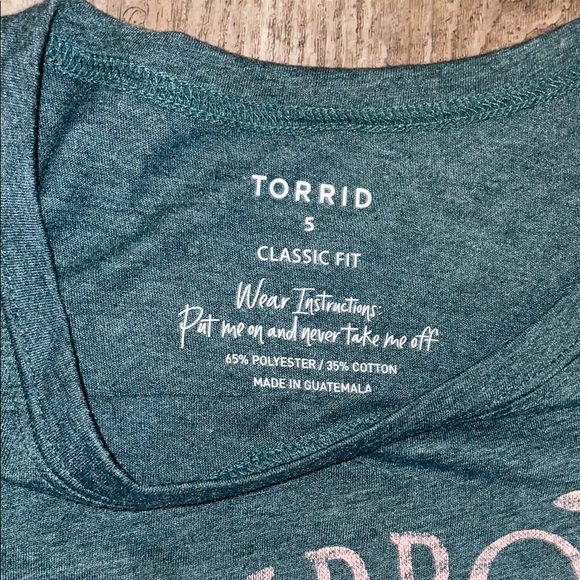 TORRID
5
CLASSIC FIT
Wear Instructions:
Put me on and never take me off
65% POLYESTER / 35% COTTON
MADE IN GUATEMALA